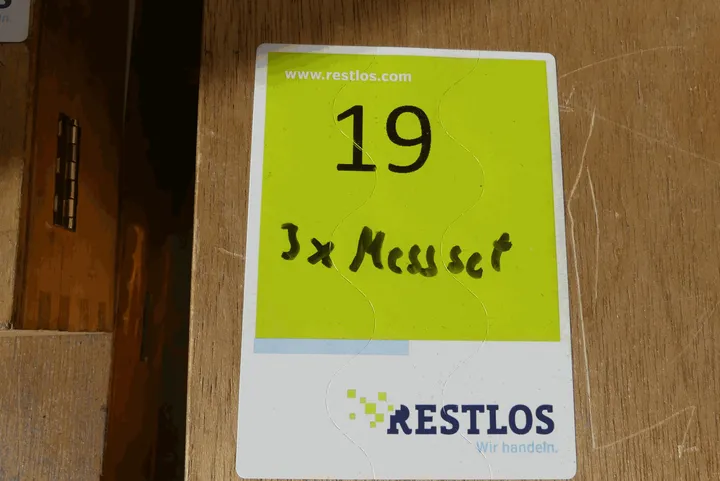 www.restlos.com
19
3x Messset
RESTLOS
Wir handeln.